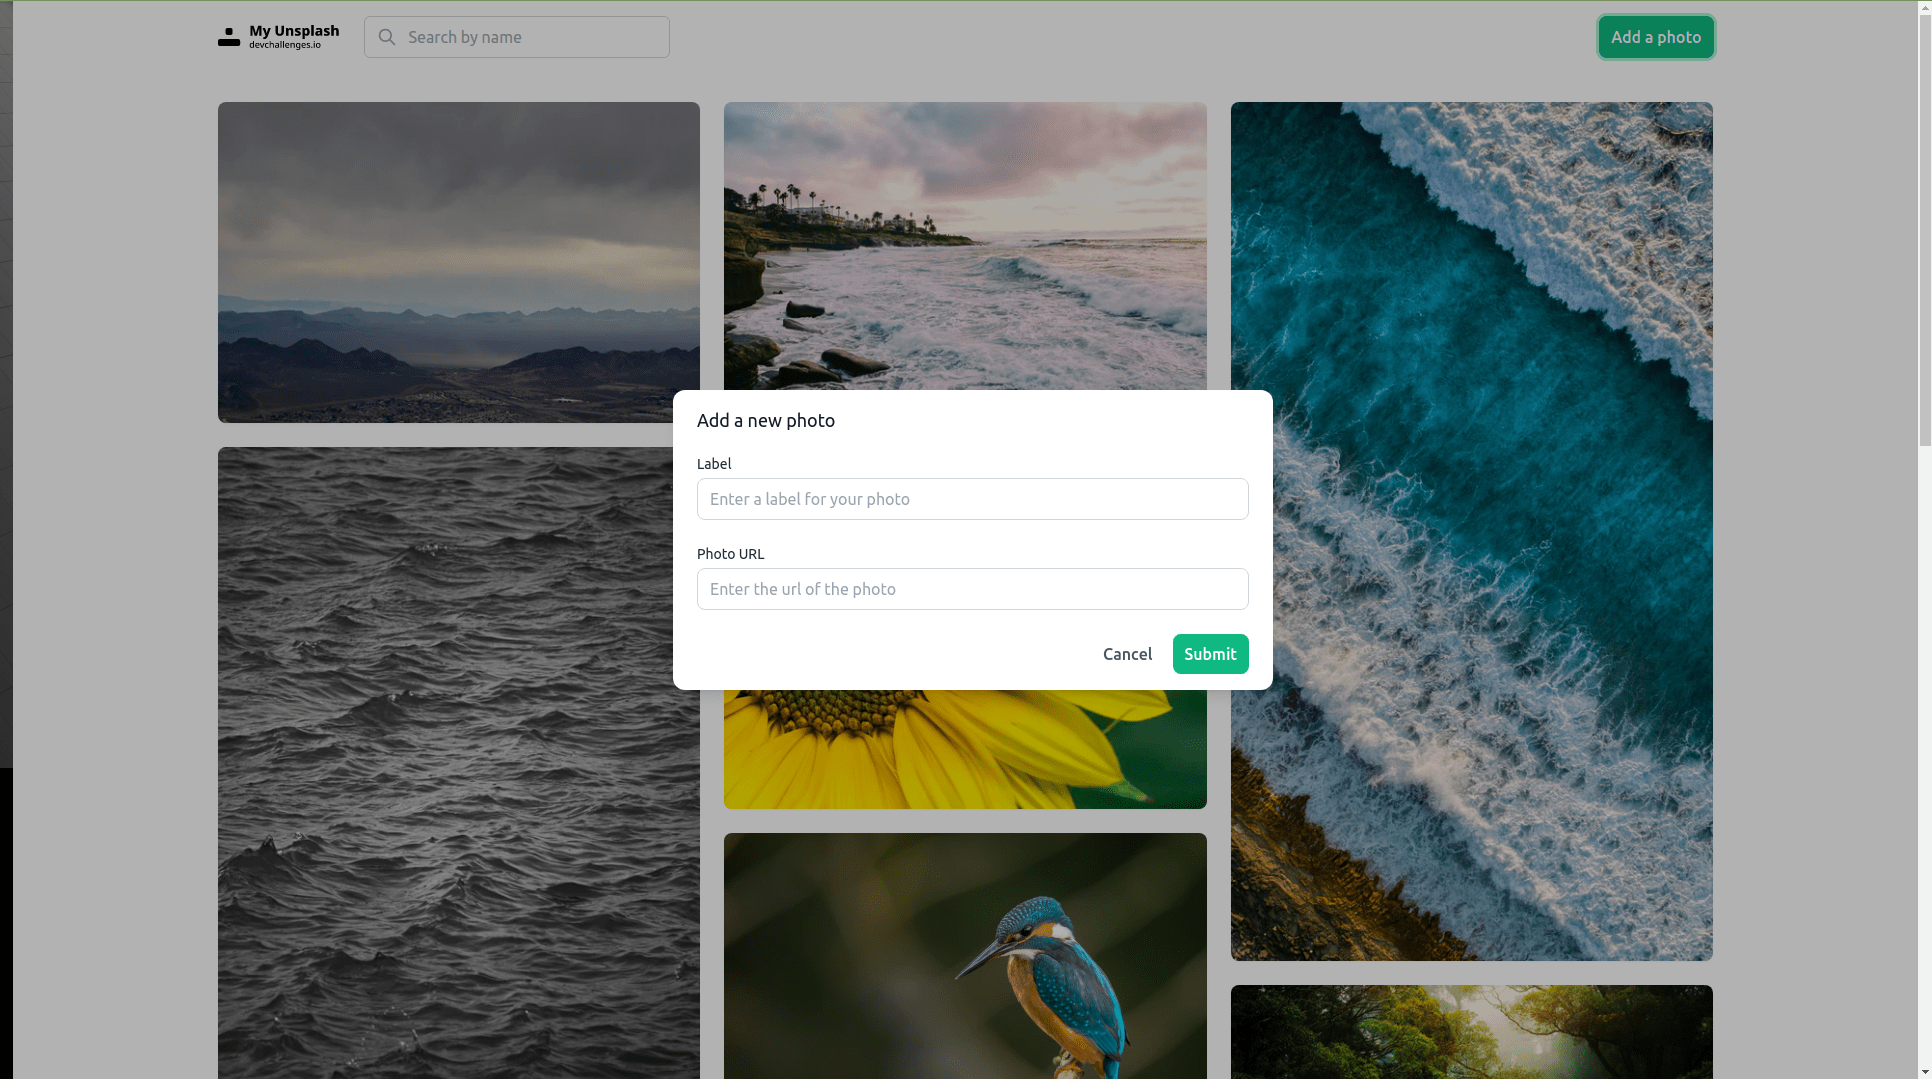 My Unsplash
devchallenges.io
Search by name
Add a photo
Add a new photo
Label
Enter a label for your photo
Photo URL
Enter the url of the photo
Cancel
Submit